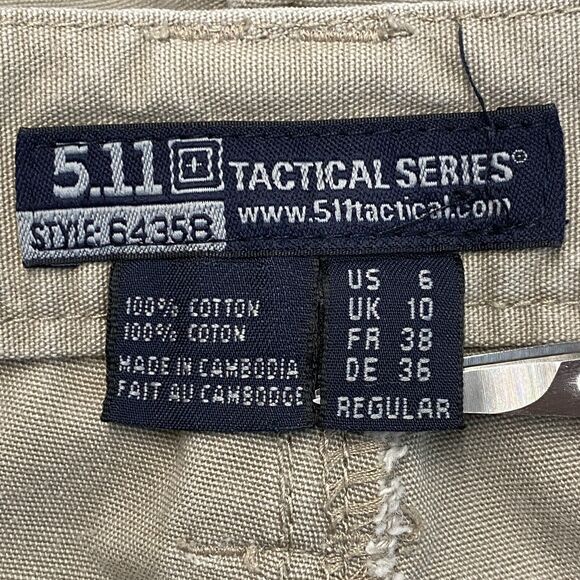 5.11 TACTICAL SERIES®
www.511tactical.com
STYLE: 64358
100% COTTON
100% COTON
MADE IN CAMBODIA
FAIT AU CAMBODGE
US 6
UK 10
FR 38
DE 36
REGULAR